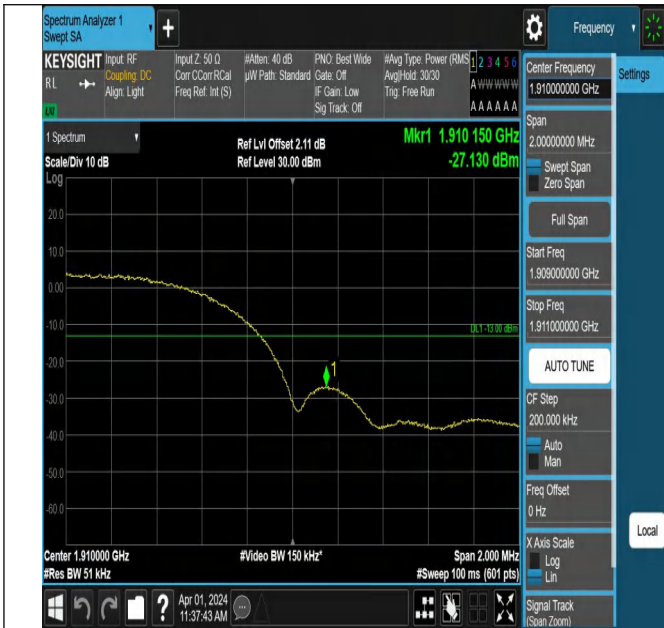 Spectrum Analyzer 1
Swept SA
+
Frequency
KEYSIGHT
RL
LXI
Input: RF
Coupling: DC
Align: Light
Input Z: 50 Ω
Corr CCorr RCal
Freq Ref: Int (S)
#Atten: 40 dB
µW Path: Standard
PNO: Best Wide
Gate: Off
IF Gain: Low
Sig Track: Off
#Avg Type: Power (RMS
Avg|Hold: 30/30
Trig: Free Run
1 2 3 4 5 6
A W W W W W
A A A A A A
1 Spectrum
Scale/Div 10 dB
Ref Lvl Offset 2.11 dB
Ref Level 30.00 dBm
Mkr1 1.910 150 GHz
-27.130 dBm
Log
20.0
10.0
0.00
-10.0
-20.0
-30.0
-40.0
-50.0
-60.0
DL1 -13.00 dBm
1
Center 1.910000 GHz
#Res BW 51 kHz
#Video BW 150 kHz*
Span 2.000 MHz
#Sweep 100 ms (601 pts)
Center Frequency
1.910000000 GHz
Settings
Span
2.00000000 MHz
Swept Span
Zero Span
Full Span
Start Freq
1.909000000 GHz
Stop Freq
1.911000000 GHz
AUTO TUNE
CF Step
200.000 kHz
Auto
Man
Freq Offset
0 Hz
X Axis Scale
Log
Lin
Local
Signal Track
(Span Zoom)
?
Apr 01, 2024
11:37:43 AM